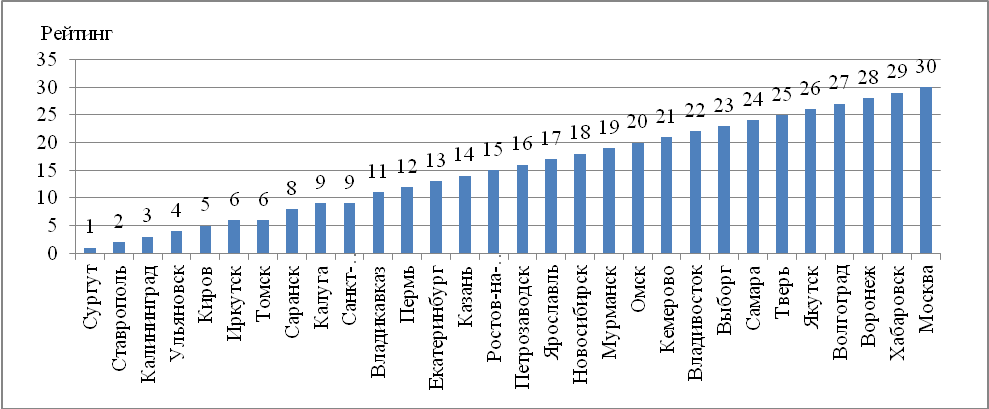 Рейтинг
35
30
25
20
15
10
5
0
1 2 3 4 5 6 6 8 9 9 11 12 13 14 15 16 17 18 19 20 21 22 23 24 25 26 27 28 29 30
Сургут
Ставрополь
Калининград
Ульяновск
Киров
Иркутск
Томск
Саранск
Калуга
Санкт-…
Владикавказ
Пермь
Екатеринбург
Казань
Ростов-на-…
Петрозаводск
Ярославль
Новосибирск
Мурманск
Омск
Кемерово
Владивосток
Выборг
Самара
Тверь
Якутск
Волгоград
Воронеж
Хабаровск
Москва